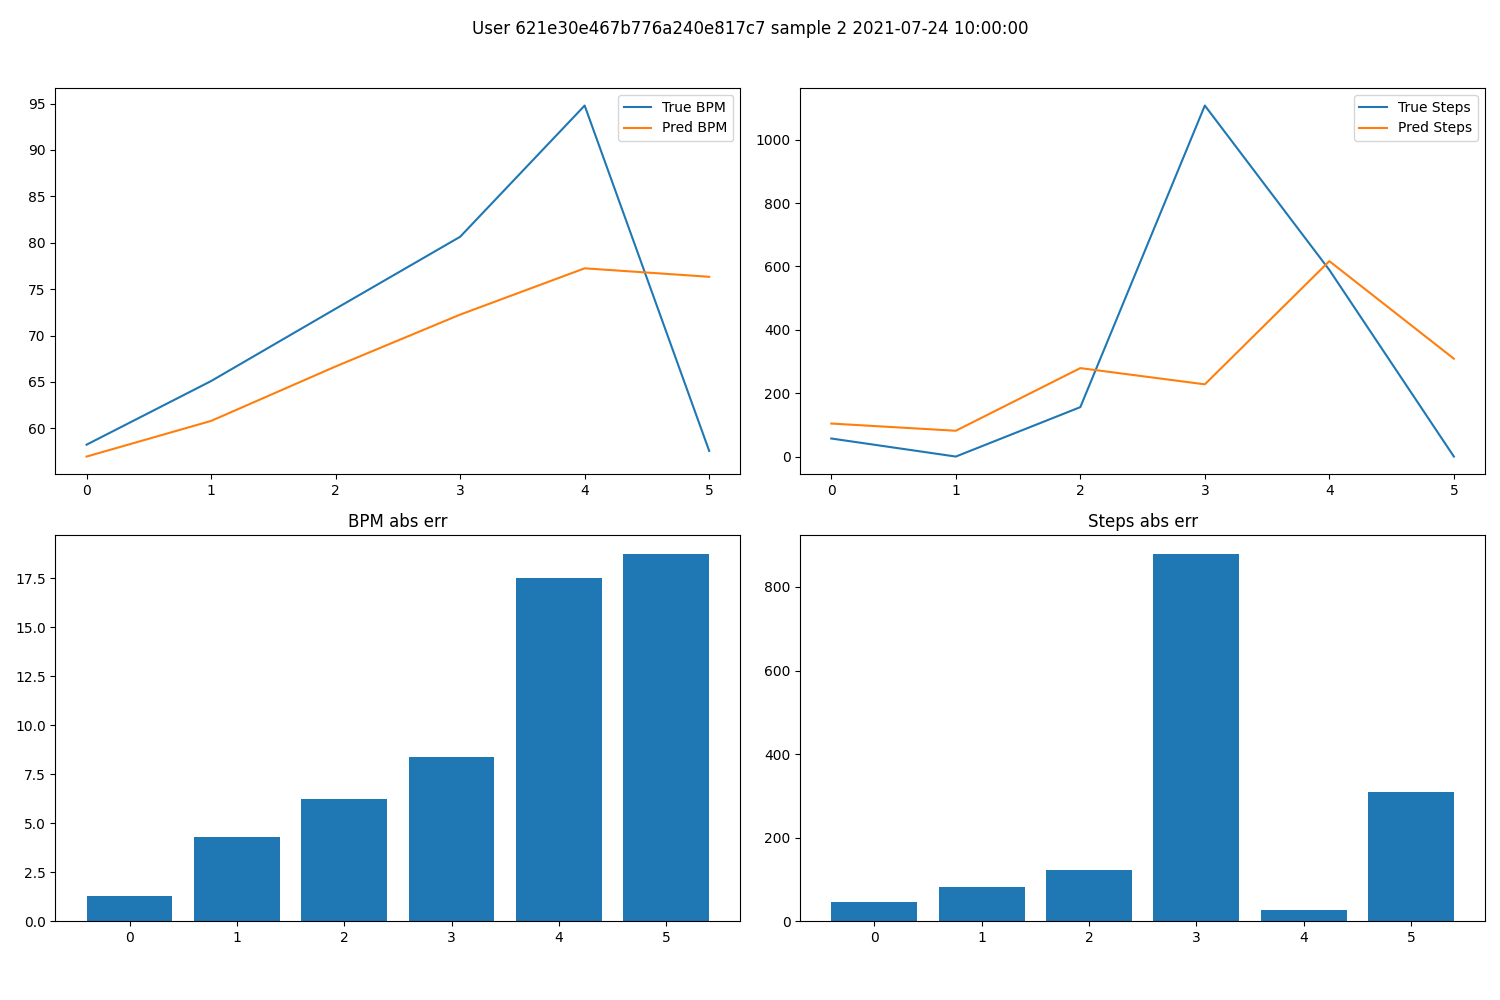 User 621e30e467b776a240e817c7 sample 2 2021-07-24 10:00:00
True BPM
Pred BPM
95
90
85
80
75
70
65
60
0 1 2 3 4 5
True Steps
Pred Steps
1000
800
600
400
200
0
0 1 2 3 4 5
BPM abs err
17.5
15.0
12.5
10.0
7.5
5.0
2.5
0.0
0 1 2 3 4 5
Steps abs err
800
600
400
200
0
0 1 2 3 4 5